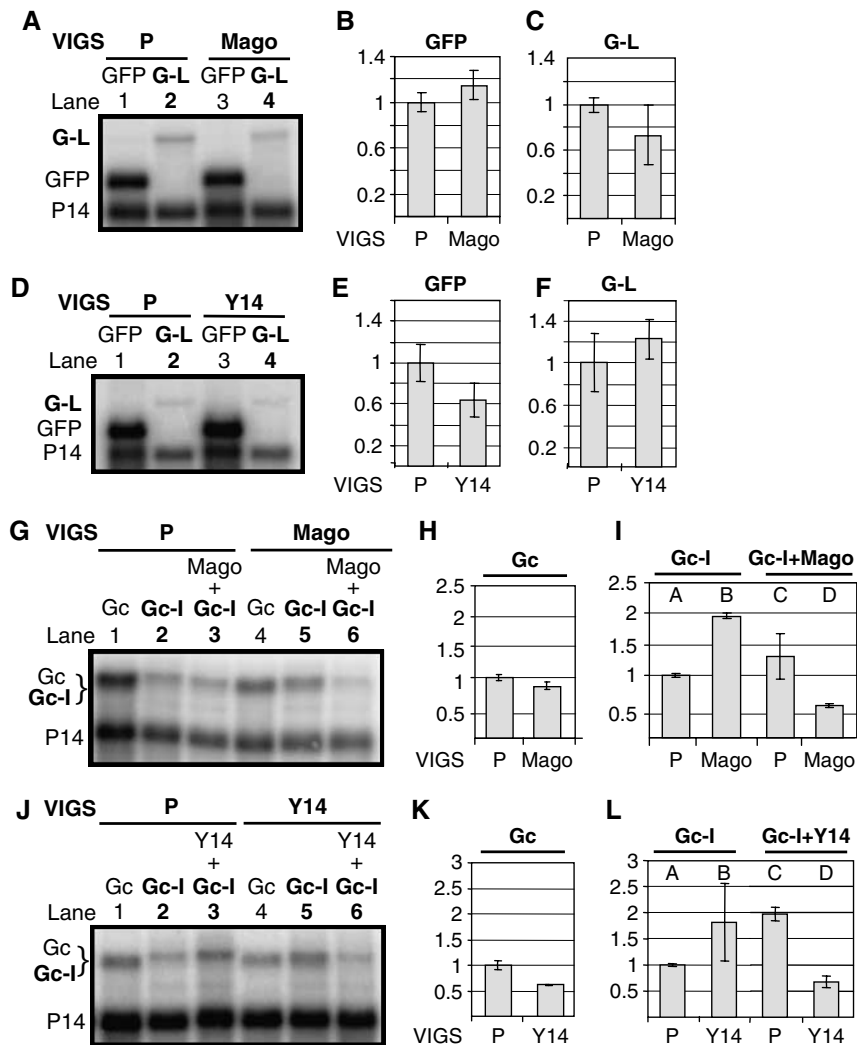 A
VIGS P Mago
GFP G-L GFP G-L
Lane 1 2 3 4
G-L
GFP
P14
B
GFP
1.4
1
0.6
0.2
VIGS P Mago
C
G-L
1.4
1
0.6
0.2
P Mago
D
VIGS P Y14
GFP G-L GFP G-L
Lane 1 2 3 4
G-L
GFP
P14
E
GFP
1.4
1
0.6
0.2
VIGS P Y14
F
G-L
1.4
1
0.6
0.2
P Y14
G
VIGS P Mago
Mago Mago
+ +
Gc Gc-I Gc-I Gc Gc-I Gc-I
Lane 1 2 3 4 5 6
Gc
Gc-I
P14
H
Gc
2.5
2
1.5
1
0.5
VIGS P Mago
I
Gc-I Gc-I+Mago
2.5
A B C D
2
1.5
1
0.5
P Mago P Mago
J
VIGS P Y14
Y14 Y14
+ +
Gc Gc-I Gc-I Gc Gc-I Gc-I
Lane 1 2 3 4 5 6
Gc
Gc-I
P14
K
Gc
3
2.5
2
1.5
1
0.5
VIGS P Y14
L
Gc-I Gc-I+Y14
3
A B C D
2.5
2
1.5
1
0.5
P Y14 P Y14